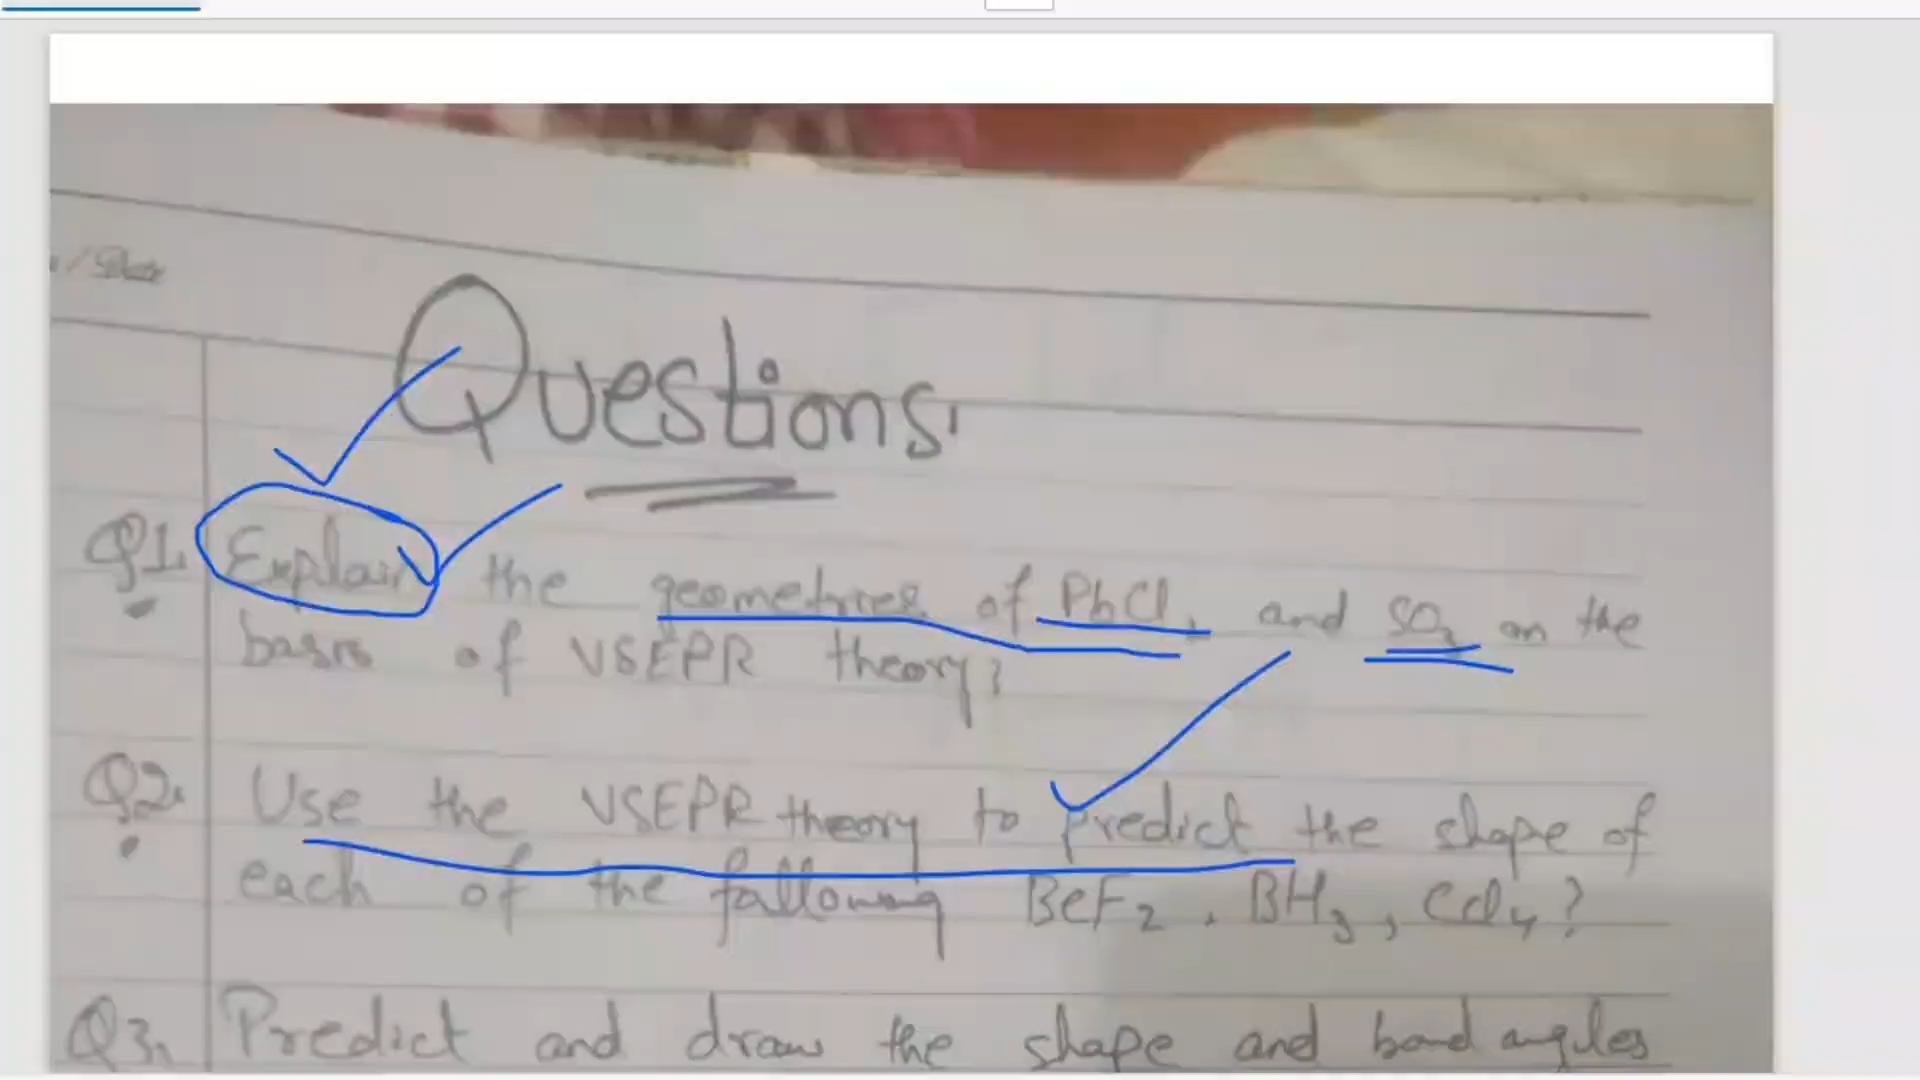 / Date
Questions.
Q1. Explain the geometries of PbCl2 and SO2 on the
basis of VSEPR theory?
Q2. Use the VSEPR theory to predict the shape of
each of the following BeF2, BH3, CCl4?
Q3. Predict and draw the shape and bond angles